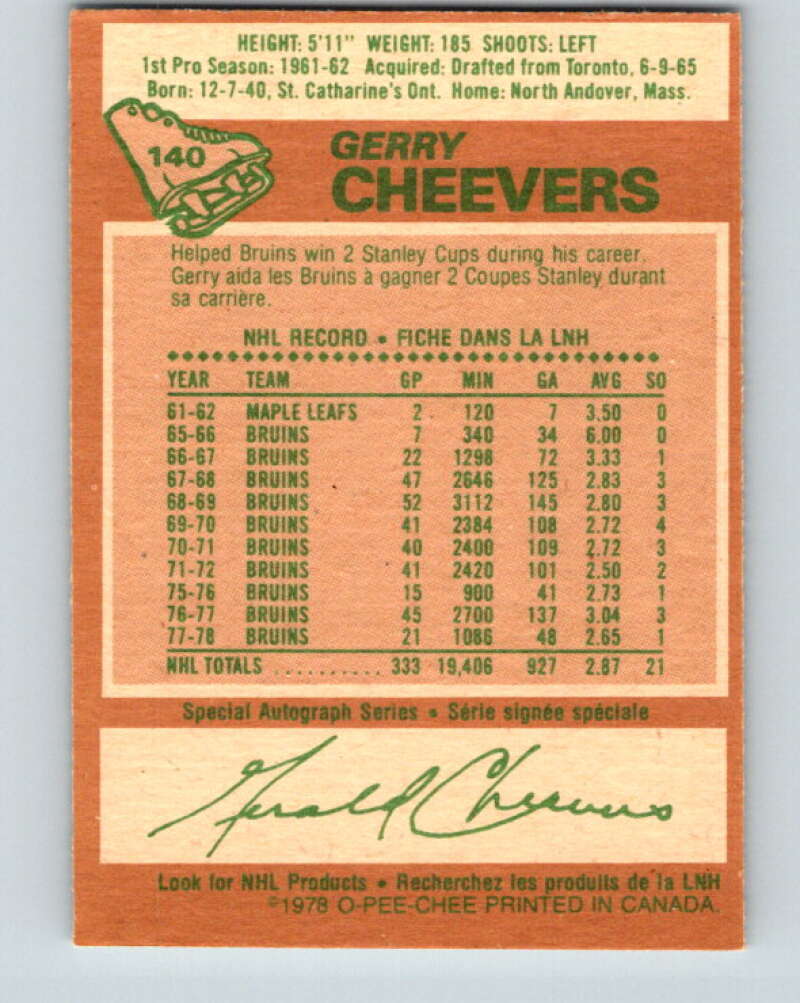 HEIGHT: 5'11" WEIGHT: 185 SHOOTS: LEFT
1st Pro Season: 1961-62 Acquired: Drafted from Toronto, 6-9-65
Born: 12-7-40, St. Catharine's Ont. Home: North Andover, Mass.
140
GERRY
CHEEVERS
Helped Bruins win 2 Stanley Cups during his career.
Gerry aida les Bruins à gagner 2 Coupes Stanley durant
sa carrière.
NHL RECORD • FICHE DANS LA LNH
YEAR TEAM GP MIN GA AVG SO
61-62 MAPLE LEAFS 2 120 7 3.50 0
65-66 BRUINS 7 340 34 6.00 0
66-67 BRUINS 22 1298 72 3.33 1
67-68 BRUINS 47 2646 125 2.83 3
68-69 BRUINS 52 3112 145 2.80 3
69-70 BRUINS 41 2384 108 2.72 4
70-71 BRUINS 40 2400 109 2.72 3
71-72 BRUINS 41 2420 101 2.50 2
75-76 BRUINS 15 900 41 2.73 1
76-77 BRUINS 45 2700 137 3.04 3
77-78 BRUINS 21 1086 48 2.65 1
NHL TOTALS .......... 333 19,406 927 2.87 21
Special Autograph Series • Série signée spéciale
Gerald Cheevers
Look for NHL Products • Recherchez les produits de la LNH
©1978 O-PEE-CHEE PRINTED IN CANADA.